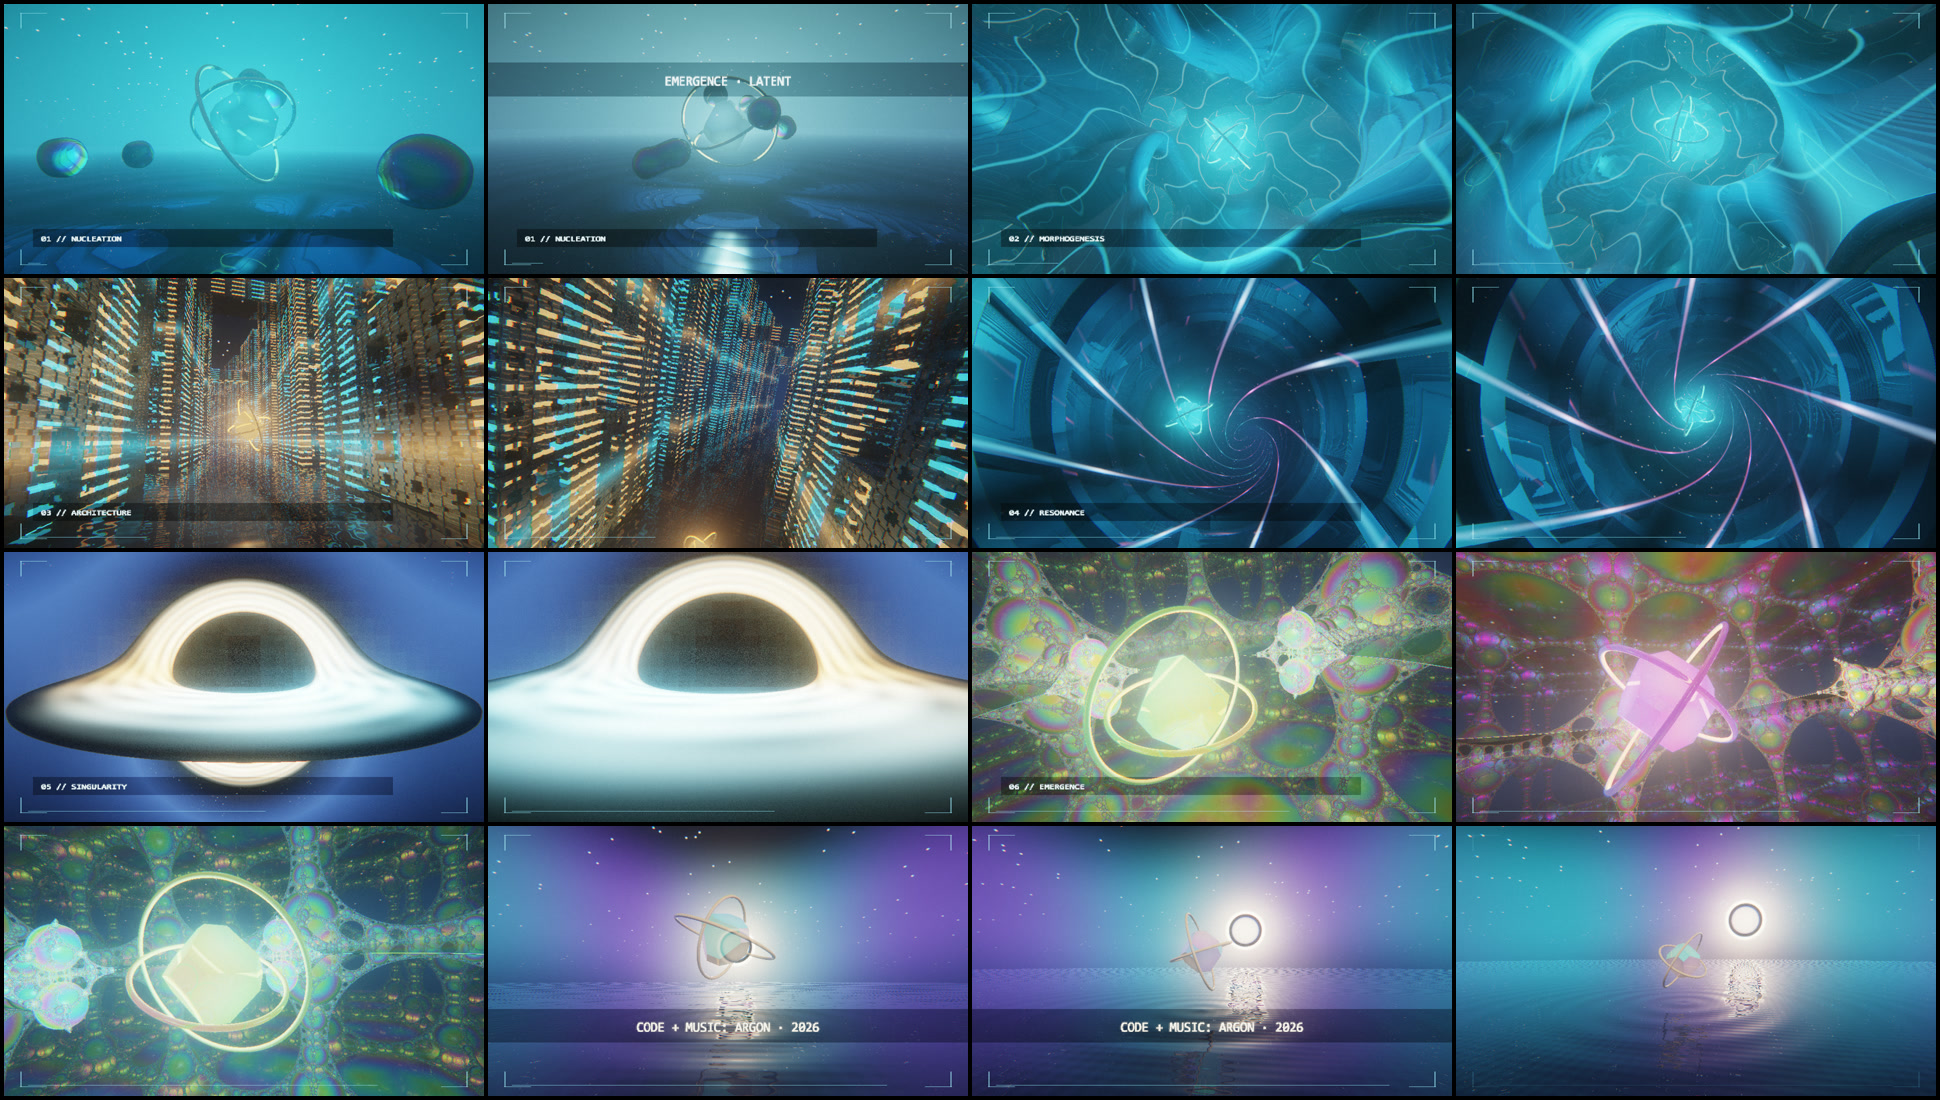 EMERGENCE · LATENT
01 // NUCLEATION
01 // NUCLEATION
02 // MORPHOGENESIS
03 // ARCHITECTURE
04 // RESONANCE
05 // SINGULARITY
06 // EMERGENCE
CODE + MUSIC: ARGON · 2026
CODE + MUSIC: ARGON · 2026